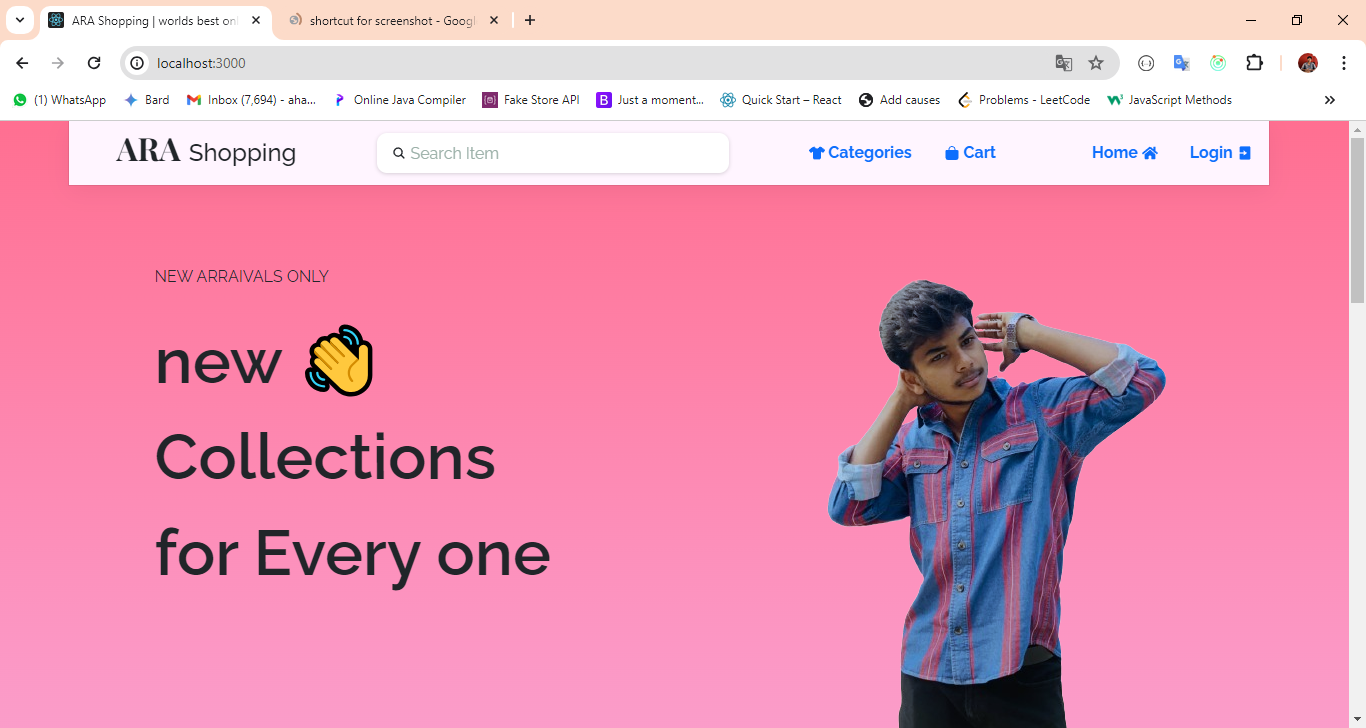 ARA Shopping | worlds best onl
shortcut for screenshot - Googl
localhost:3000
(1) WhatsApp
Bard
Inbox (7,694) - aha...
Online Java Compiler
Fake Store API
Just a moment...
Quick Start – React
Add causes
Problems - LeetCode
JavaScript Methods
ARA Shopping
Search Item
Categories
Cart
Home
Login
NEW ARRAIVALS ONLY
new
Collections
for Every one